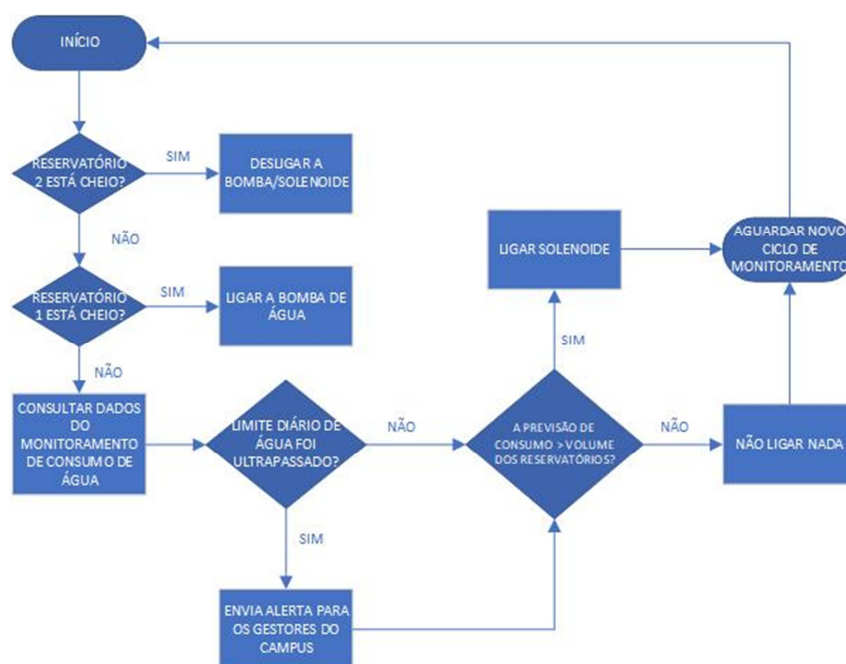 INÍCIO
RESERVATÓRIO
2 ESTÁ CHEIO?
SIM
DESLIGAR A
BOMBA/SOLENOIDE
NÃO
RESERVATÓRIO
1 ESTÁ CHEIO?
SIM
LIGAR A BOMBA DE
ÁGUA
NÃO
CONSULTAR DADOS
DO
MONITORAMENTO
DE CONSUMO DE
ÁGUA
LIMITE DIÁRIO DE
ÁGUA FOI
ULTRAPASSADO?
NÃO
SIM
ENVIA ALERTA PARA
OS GESTORES DO
CAMPUS
A PREVISÃO DE
CONSUMO > VOLUME
DOS RESERVATÓRIOS?
SIM
LIGAR SOLENOIDE
NÃO
NÃO LIGAR NADA
AGUARDAR NOVO
CICLO DE
MONITORAMENTO